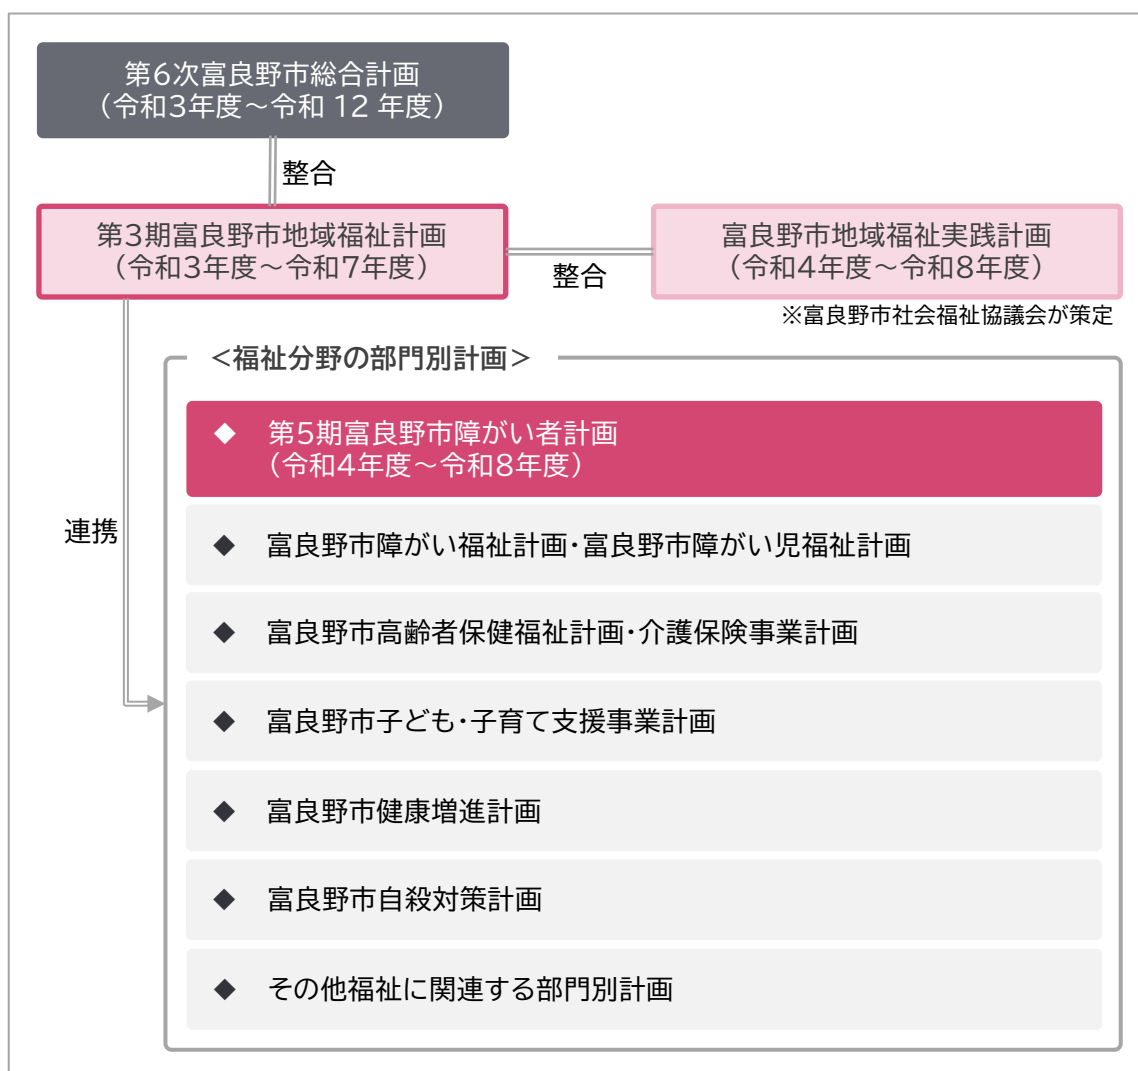 第6次富良野市総合計画
（令和3年度～令和 12 年度）
整合
第3期富良野市地域福祉計画
（令和3年度～令和7年度）
整合
富良野市地域福祉実践計画
（令和4年度～令和8年度）
※富良野市社会福祉協議会が策定
連携
＜福祉分野の部門別計画＞
◆ 第5期富良野市障がい者計画
（令和4年度～令和8年度）
◆ 富良野市障がい福祉計画・富良野市障がい児福祉計画
◆ 富良野市高齢者保健福祉計画・介護保険事業計画
◆ 富良野市子ども・子育て支援事業計画
◆ 富良野市健康増進計画
◆ 富良野市自殺対策計画
◆ その他福祉に関連する部門別計画